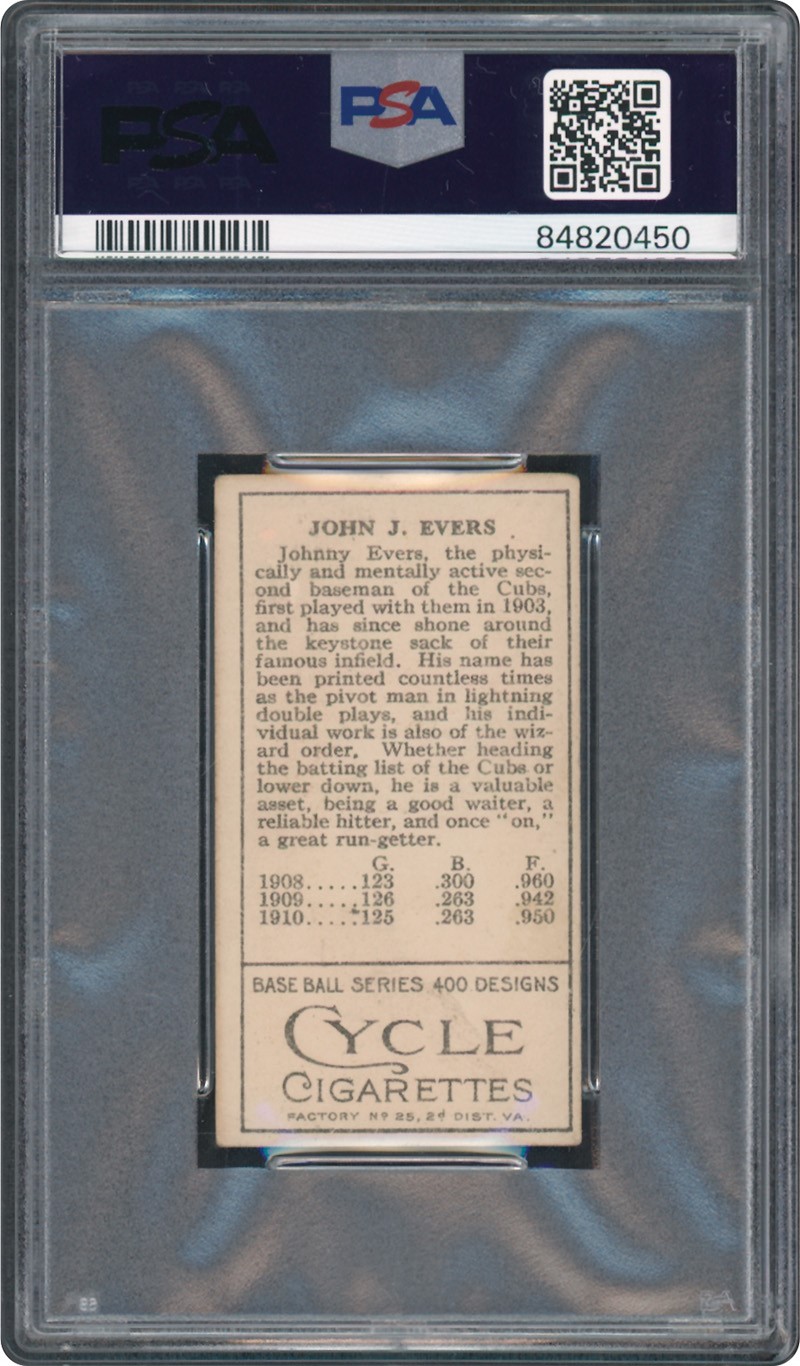 PSA
PSA
84820450
JOHN J. EVERS
Johnny Evers, the physi-
cally and mentally active sec-
ond baseman of the Cubs,
first played with them in 1903,
and has since shone around
the keystone sack of their
famous infield. His name has
been printed countless times
as the pivot man in lightning
double plays, and his indi-
vidual work is also of the wiz-
ard order. Whether heading
the batting list of the Cubs or
lower down, he is a valuable
asset, being a good waiter, a
reliable hitter, and once "on,"
a great run-getter.
G. B. F.
1908.....123 .300 .960
1909.....126 .263 .942
1910.....125 .263 .950
BASE BALL SERIES 400 DESIGNS
CYCLE
CIGARETTES
FACTORY Nº 25, 2d DIST. VA.